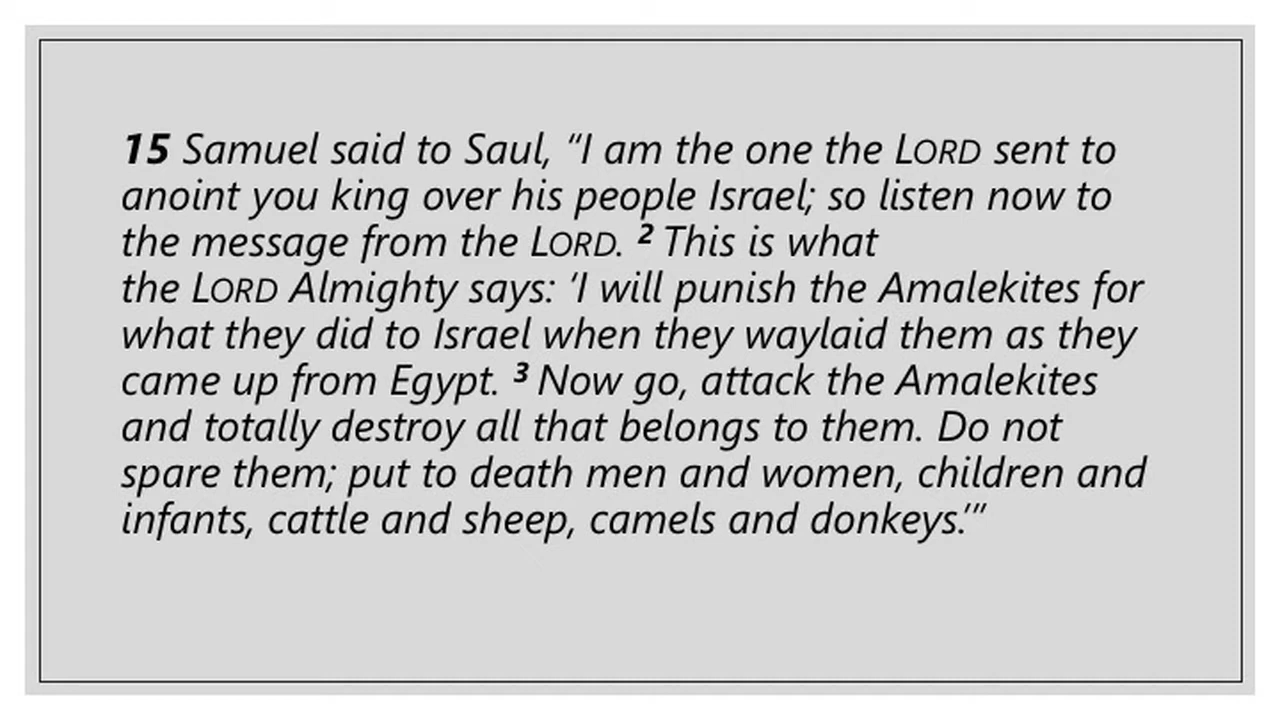 15 Samuel said to Saul, “I am the one the LORD sent to
anoint you king over his people Israel; so listen now to
the message from the LORD. ² This is what
the LORD Almighty says: ‘I will punish the Amalekites for
what they did to Israel when they waylaid them as they
came up from Egypt. ³ Now go, attack the Amalekites
and totally destroy all that belongs to them. Do not
spare them; put to death men and women, children and
infants, cattle and sheep, camels and donkeys.’”